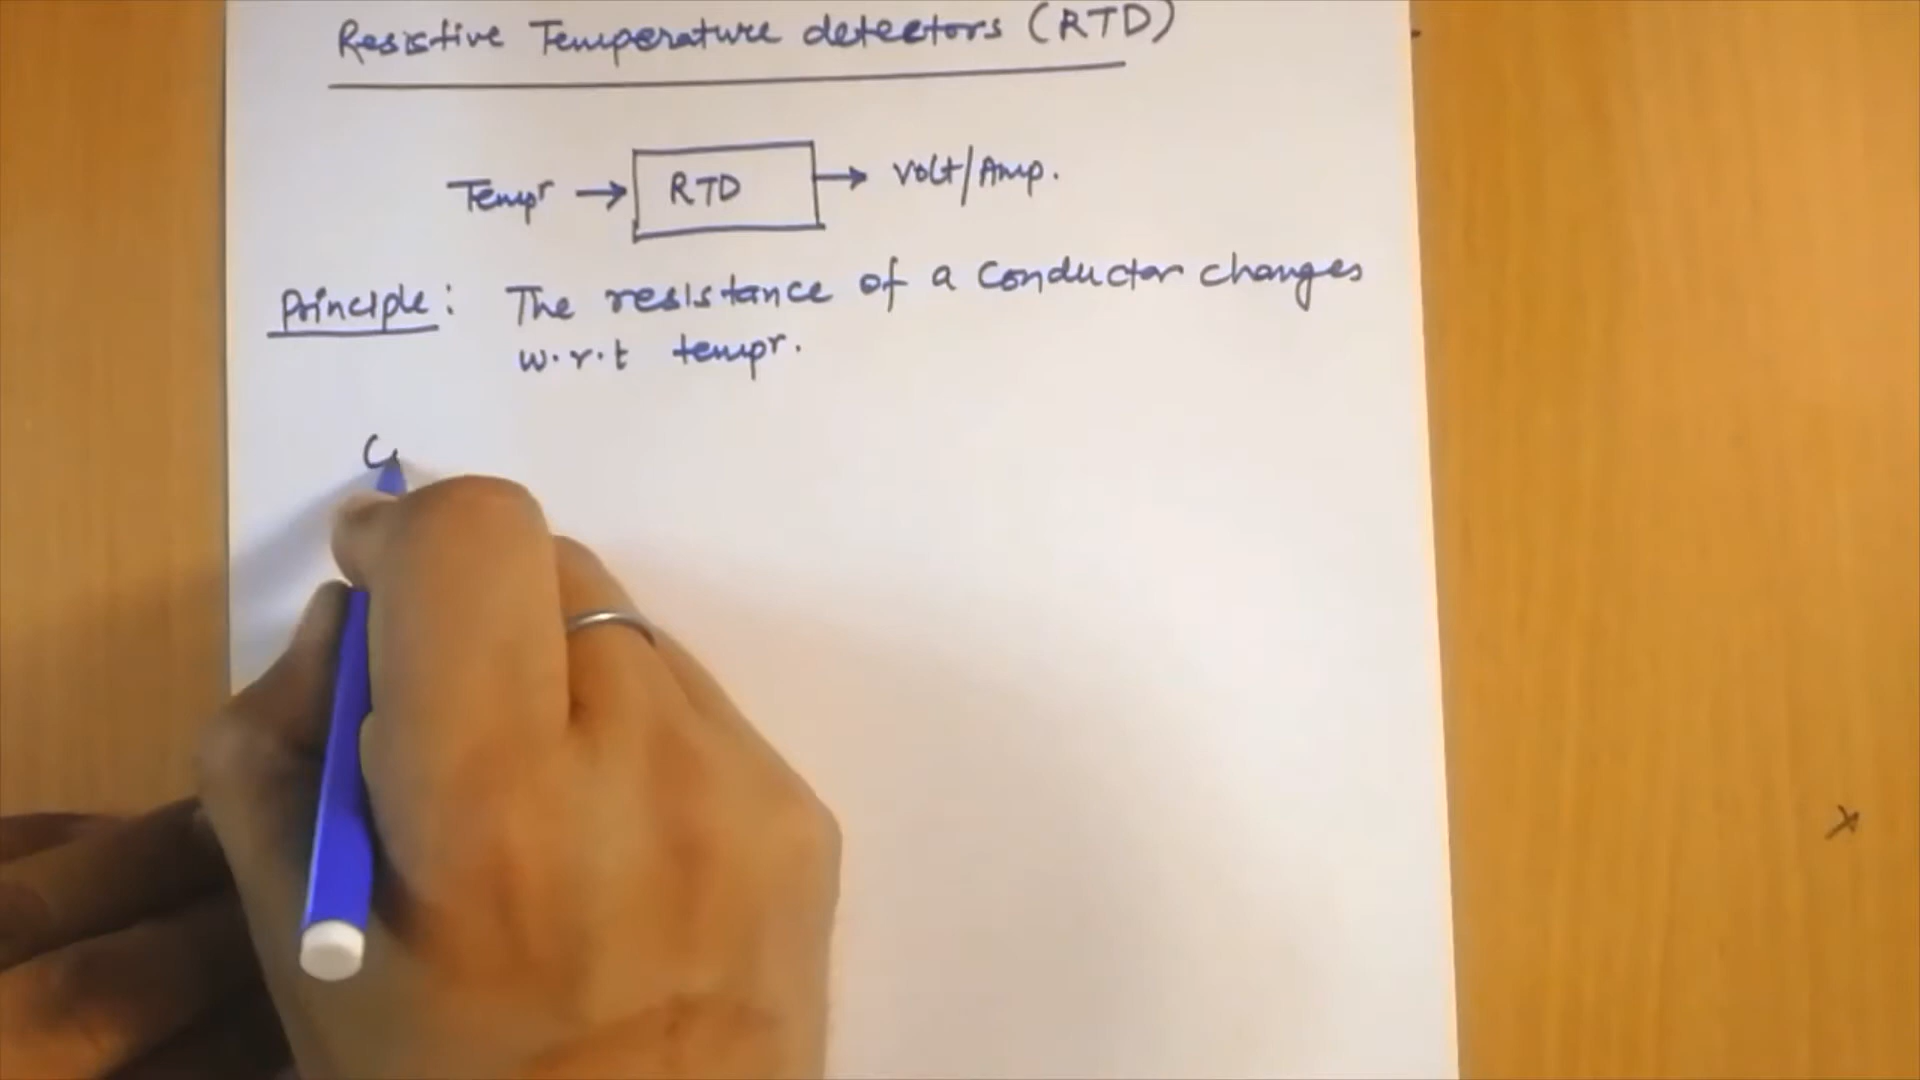 Resistive Temperature detectors (RTD)
Tempr → RTD → Volt/Amp.
Principle: The resistance of a conductor changes
w.r.t tempr.
C